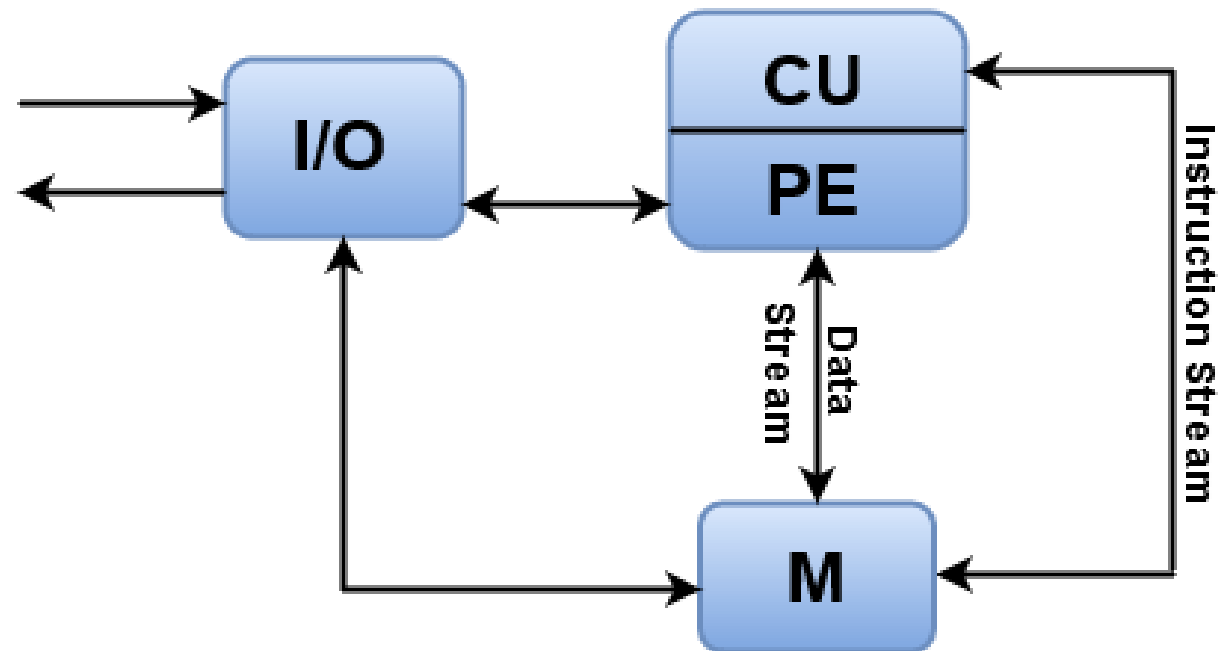 I/O
CU
PE
Instruction Stream
Data
Stream
M